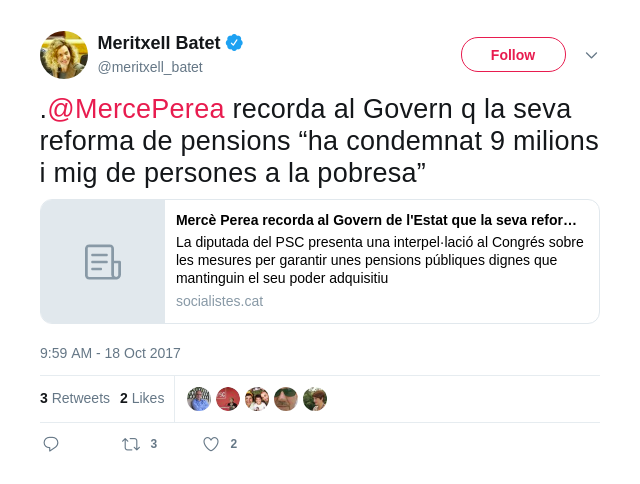 Meritxell Batet
@meritxell_batet
Follow
.@MercePerea recorda al Govern q la seva
reforma de pensions “ha condemnat 9 milions
i mig de persones a la pobresa”
Mercè Perea recorda al Govern de l'Estat que la seva refor…
La diputada del PSC presenta una interpel·lació al Congrés sobre
les mesures per garantir unes pensions públiques dignes que
mantinguin el seu poder adquisitiu
socialistes.cat
9:59 AM - 18 Oct 2017
3 Retweets 2 Likes
3 2